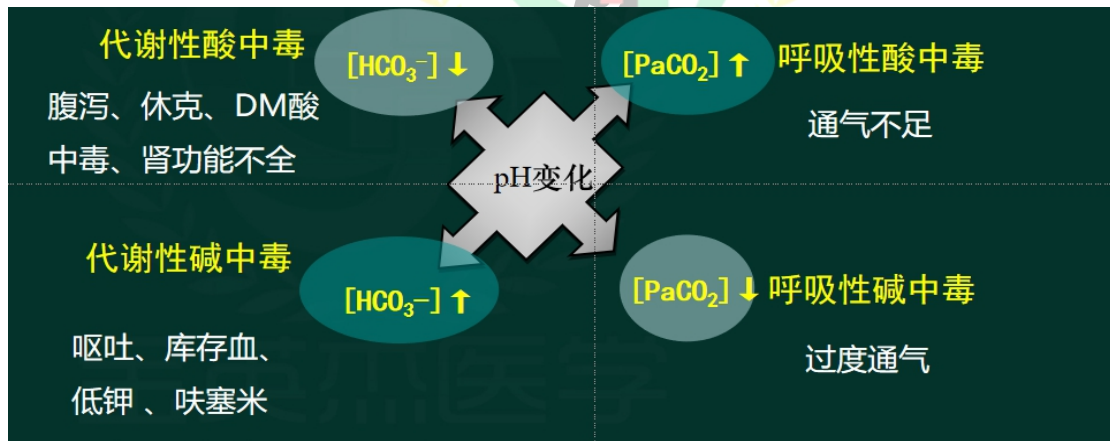 代谢性酸中毒
[HCO₃⁻]↓
腹泻、休克、DM酸
中毒、肾功能不全
[PaCO₂]↑
呼吸性酸中毒
通气不足
pH变化
代谢性碱中毒
[HCO₃−]↑
呕吐、库存血、
低钾 、呋塞米
[PaCO₂]↓
呼吸性碱中毒
过度通气